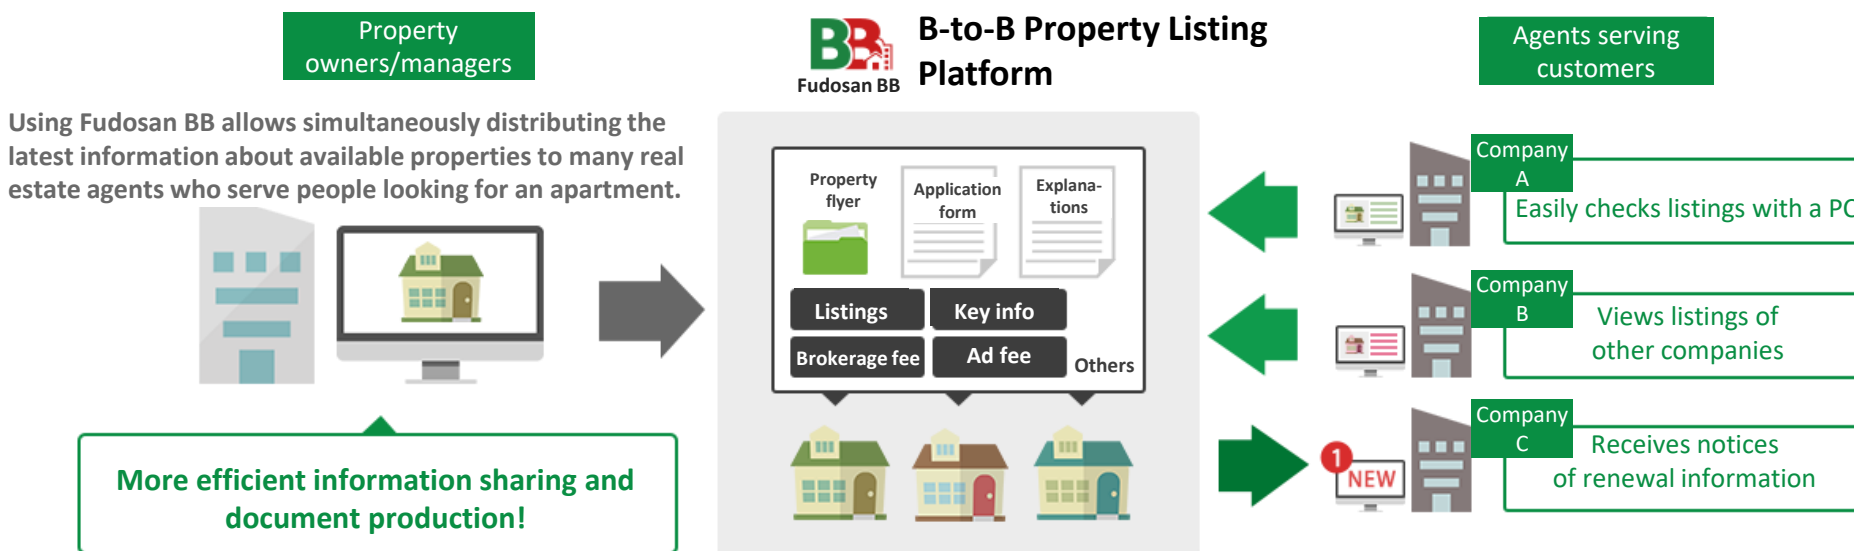 Property
owners/managers
Using Fudosan BB allows simultaneously distributing the
latest information about available properties to many real
estate agents who serve people looking for an apartment.
More efficient information sharing and
document production!
BB
Fudosan BB
B-to-B Property Listing
Platform
Property
flyer
Application
form
Explana-
tions
Listings
Key info
Brokerage fee
Ad fee
Others
Agents serving
customers
Company
A
Easily checks listings with a PC
Company
B
Views listings of
other companies
Company
C
Receives notices
of renewal information
1
NEW